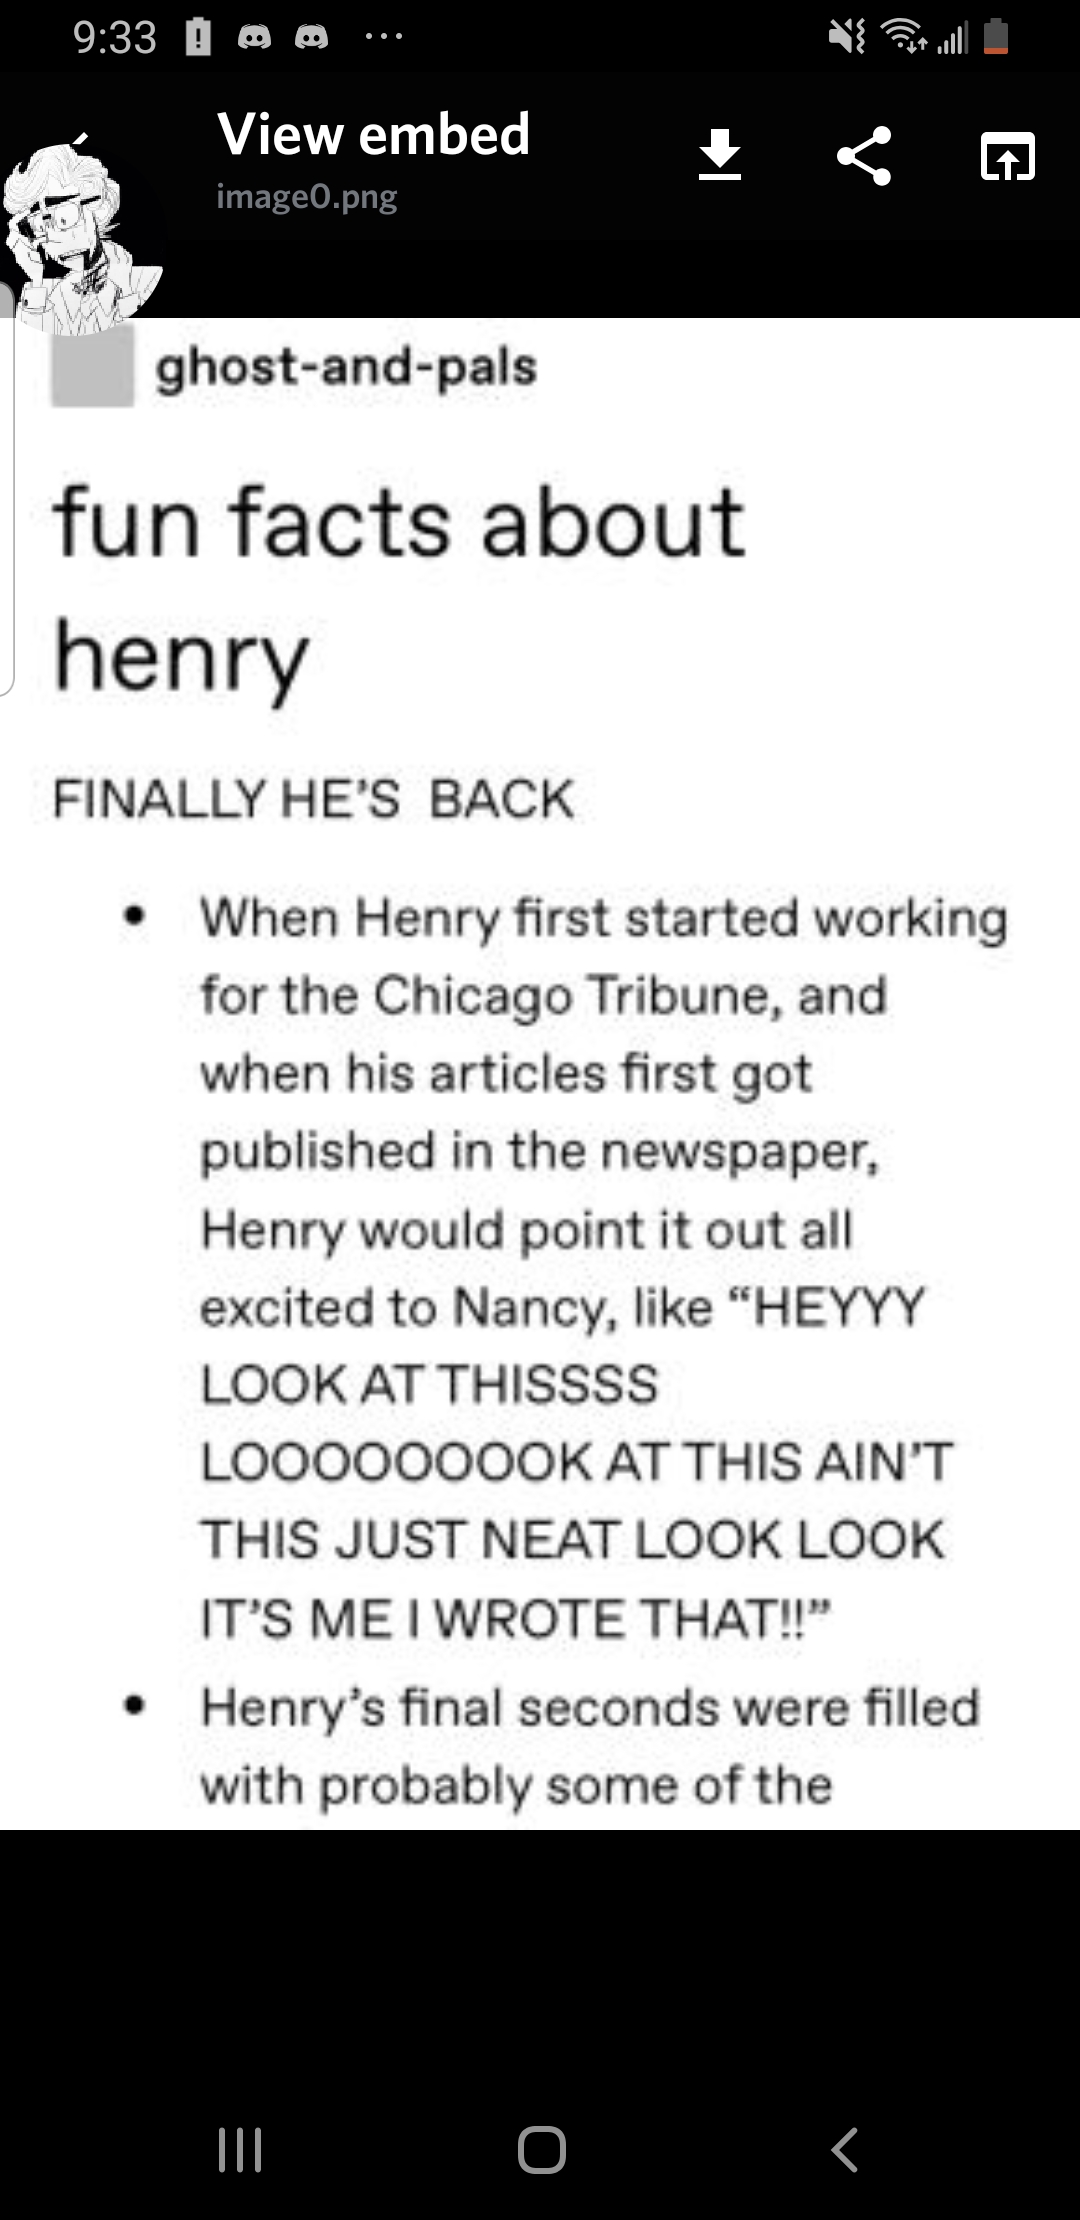 9:33
View embed
image0.png
ghost-and-pals
fun facts about
henry
FINALLY HE'S  BACK
• When Henry first started working
for the Chicago Tribune, and
when his articles first got
published in the newspaper,
Henry would point it out all
excited to Nancy, like “HEYYY
LOOK AT THISSSS
LOOOOOOOOK AT THIS AIN'T
THIS JUST NEAT LOOK LOOK
IT'S ME I WROTE THAT!!”
• Henry's final seconds were filled
with probably some of the